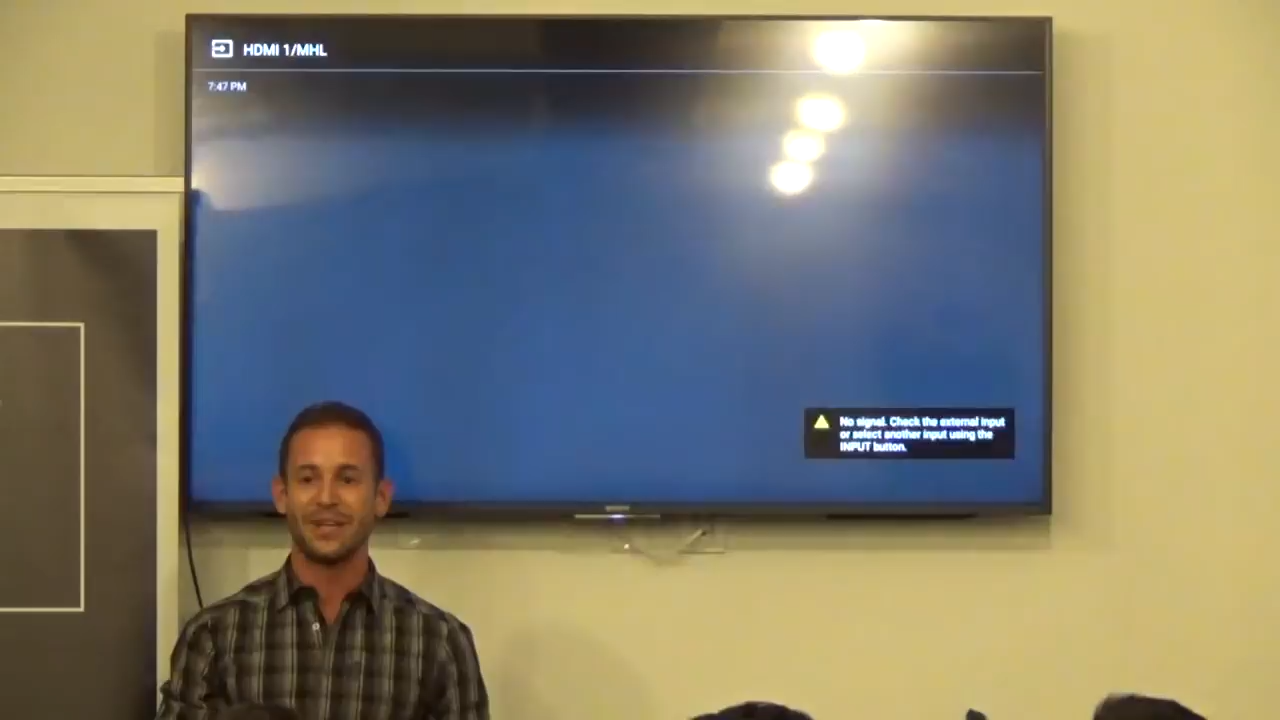 HDMI 1/MHL
7:47 PM
No signal. Check the external input
or select another input using the
INPUT button.